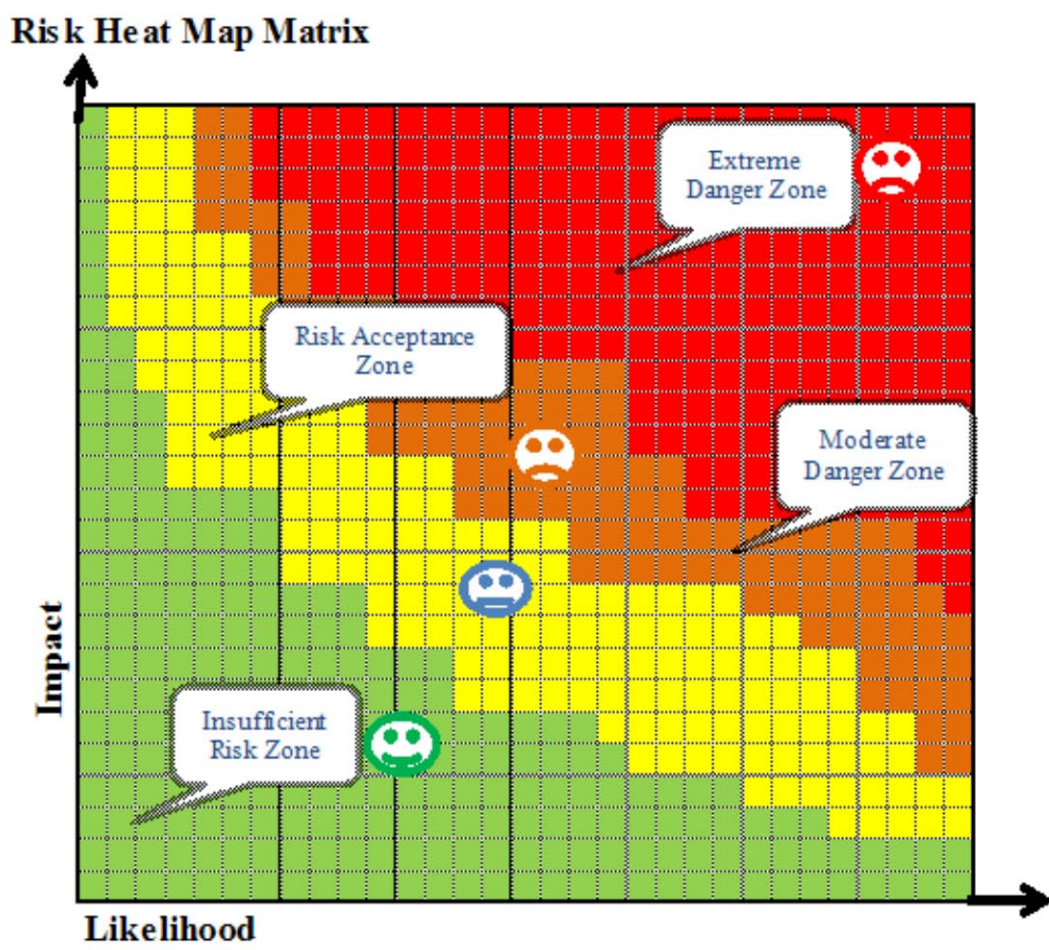 Risk Heat Map Matrix
Extreme
Danger Zone
Risk Acceptance
Zone
Moderate
Danger Zone
Impact
Insufficient
Risk Zone
Likelihood